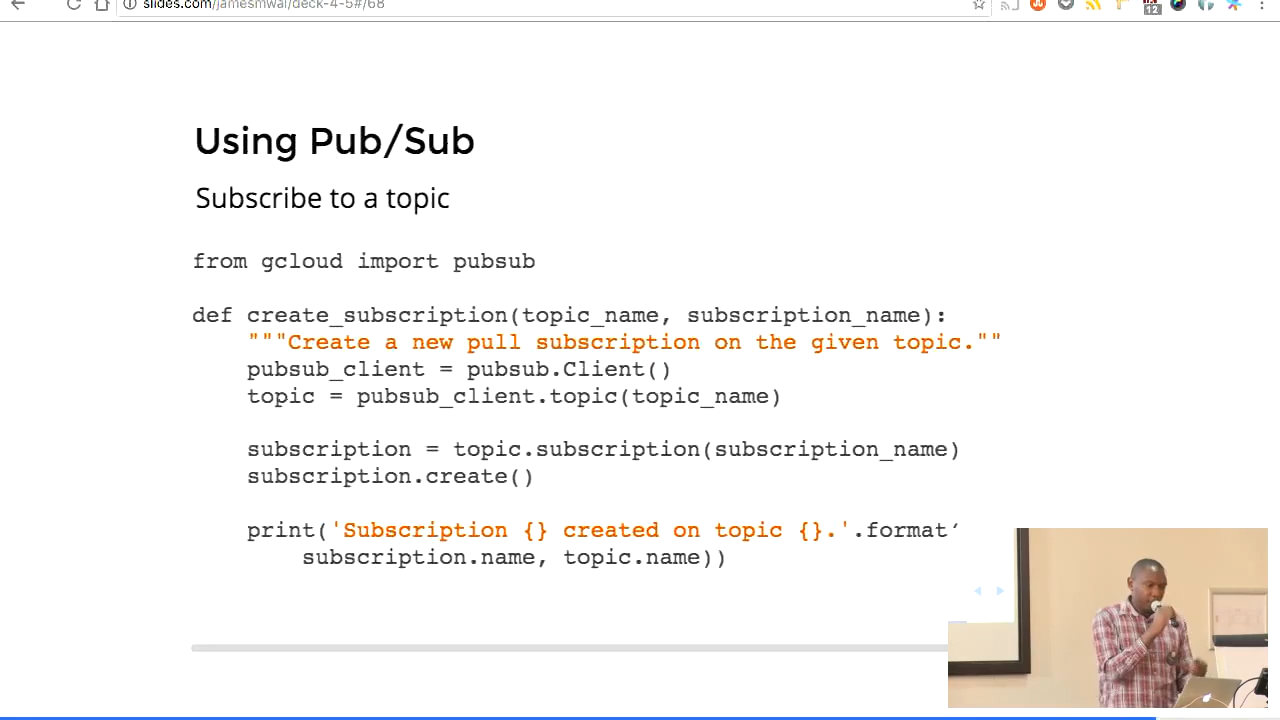 slides.com/jamesmwai/deck-4-5#/68
12
Using Pub/Sub
Subscribe to a topic
from gcloud import pubsub
def create_subscription(topic_name, subscription_name):
"""Create a new pull subscription on the given topic.""
pubsub_client = pubsub.Client()
topic = pubsub_client.topic(topic_name)
subscription = topic.subscription(subscription_name)
subscription.create()
print('Subscription {} created on topic {}.'.format(
subscription.name, topic.name))